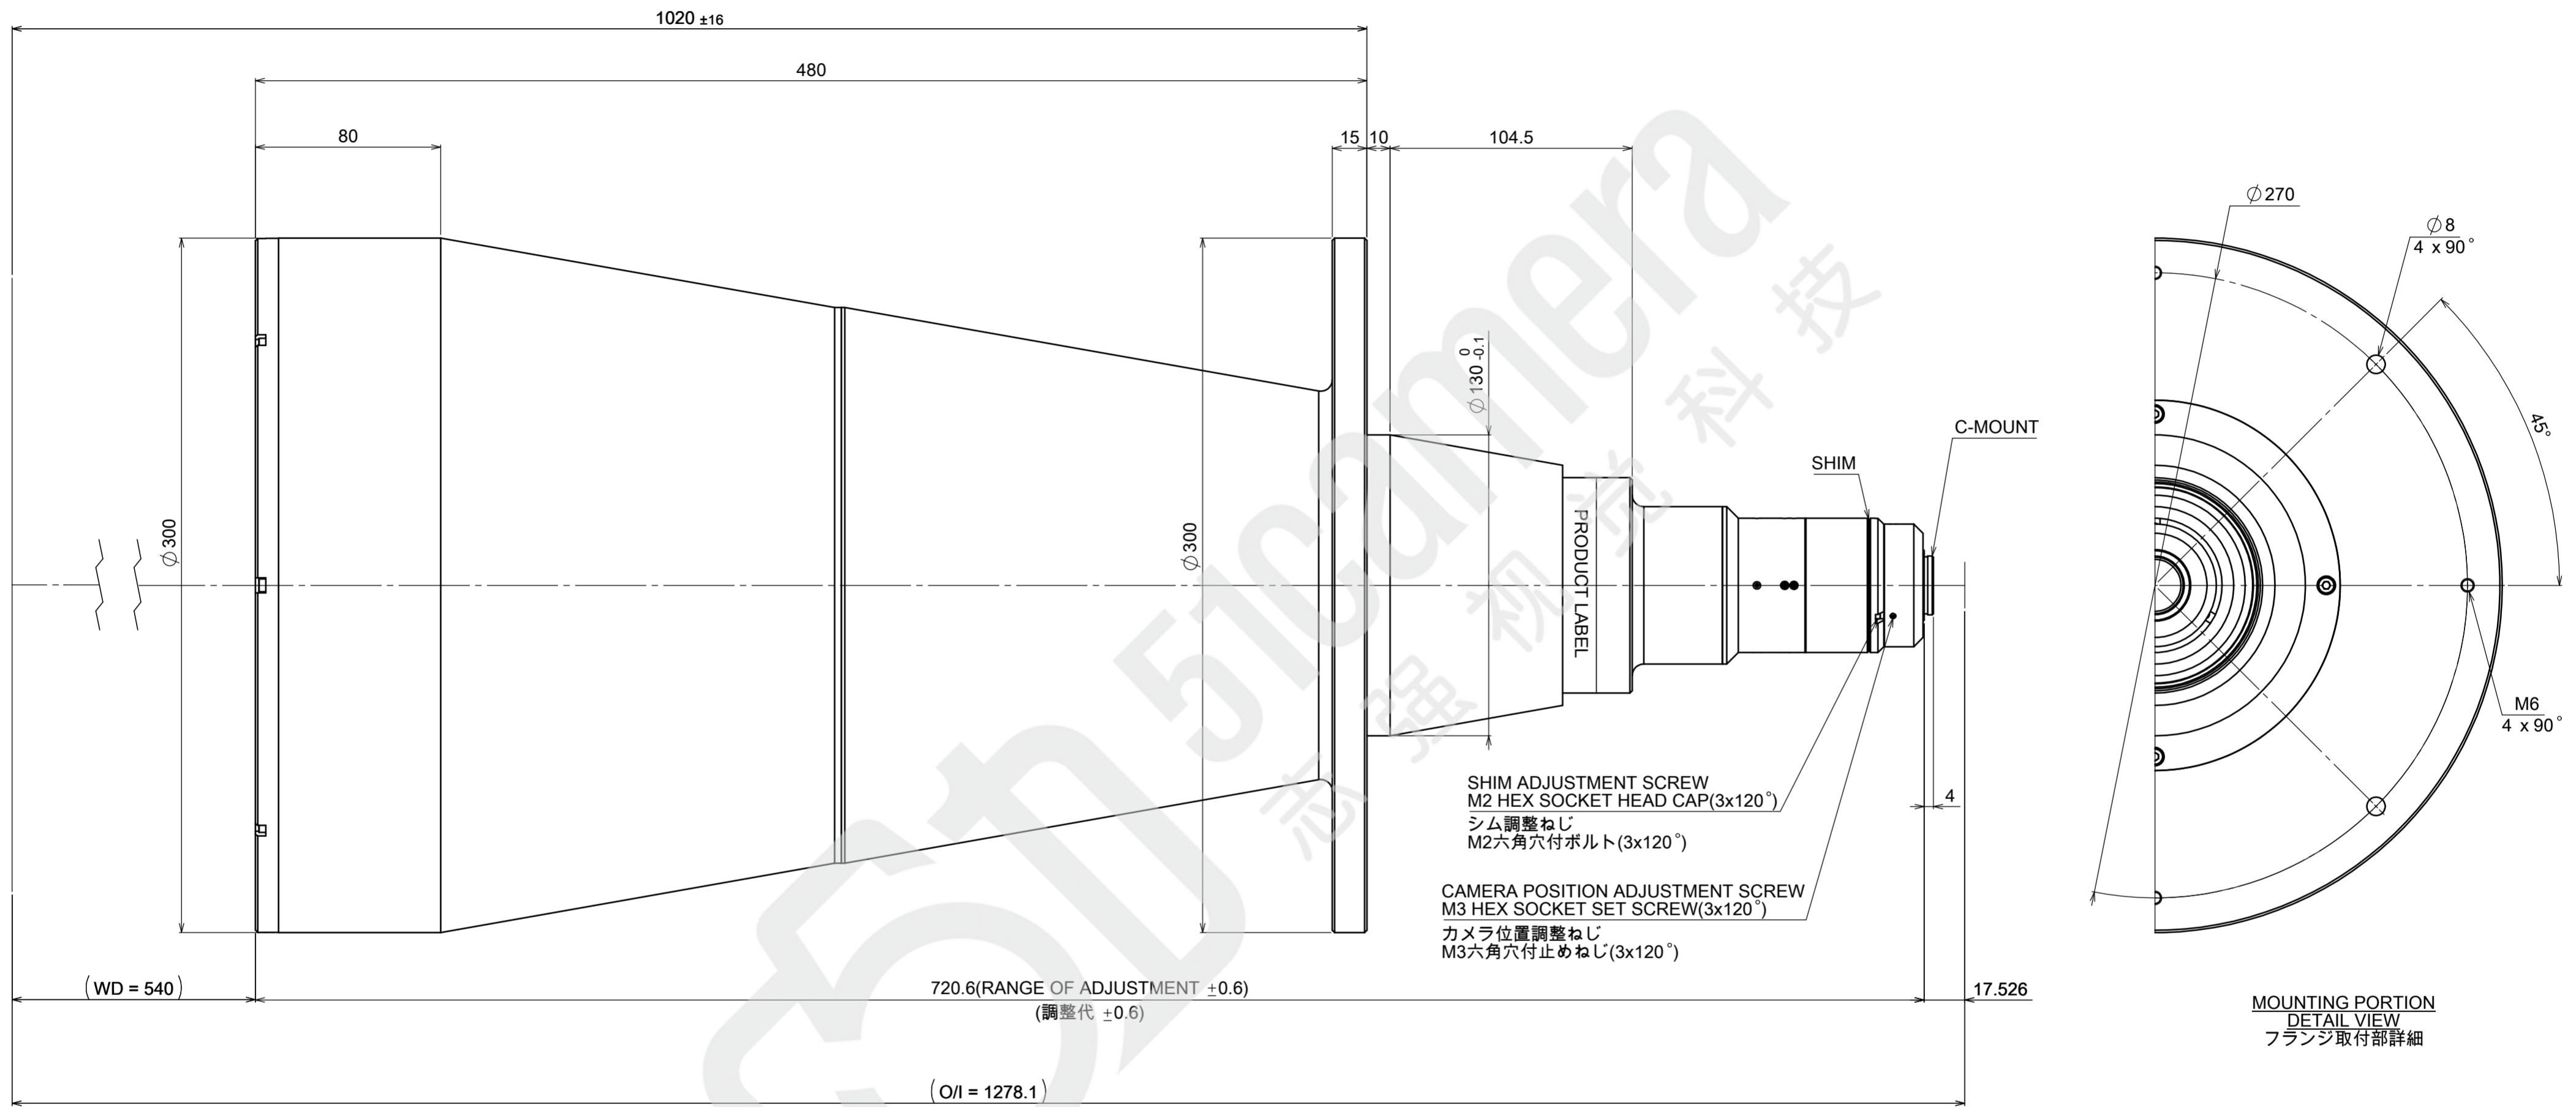 1020 ±16
480
80
15
10
104.5
⌀300
⌀300
⌀130 0 -0.1
PRODUCT LABEL
SHIM
C-MOUNT
⌀270
⌀8
4 x 90°
45°
M6
4 x 90°
SHIM ADJUSTMENT SCREW
M2 HEX SOCKET HEAD CAP(3x120°)
シム調整ねじ
M2六角穴付ボルト(3x120°)
4
CAMERA POSITION ADJUSTMENT SCREW
M3 HEX SOCKET SET SCREW(3x120°)
カメラ位置調整ねじ
M3六角穴付止めねじ(3x120°)
(WD = 540)
720.6(RANGE OF ADJUSTMENT ±0.6)
(調整代 ±0.6)
17.526
(O/I = 1278.1)
MOUNTING PORTION
DETAIL VIEW
フランジ取付部詳細
51camera
志强视觉科技